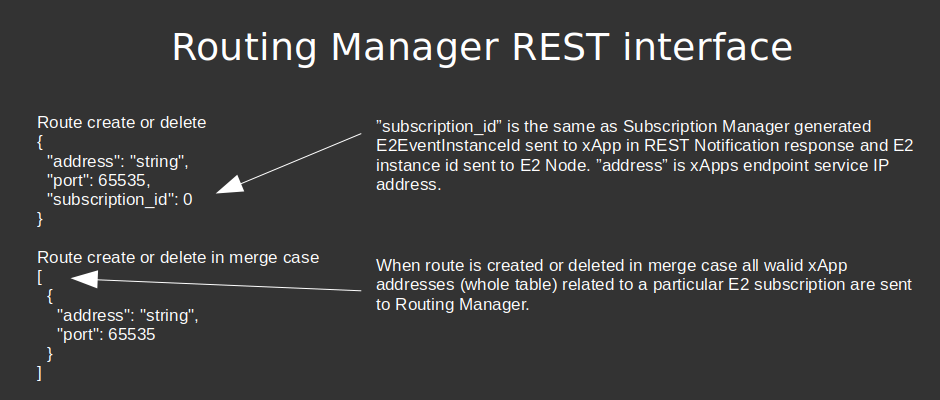 Routing Manager REST interface
Route create or delete
{
"address": "string",
"port": 65535,
"subscription_id": 0
}
”subscription_id” is the same as Subscription Manager generated
E2EventInstanceId sent to xApp in REST Notification response and E2
instance id sent to E2 Node. ”address” is xApps endpoint service IP
address.
Route create or delete in merge case
[
{
"address": "string",
"port": 65535
}
]
When route is created or deleted in merge case all walid xApp
addresses (whole table) related to a particular E2 subscription are sent
to Routing Manager.